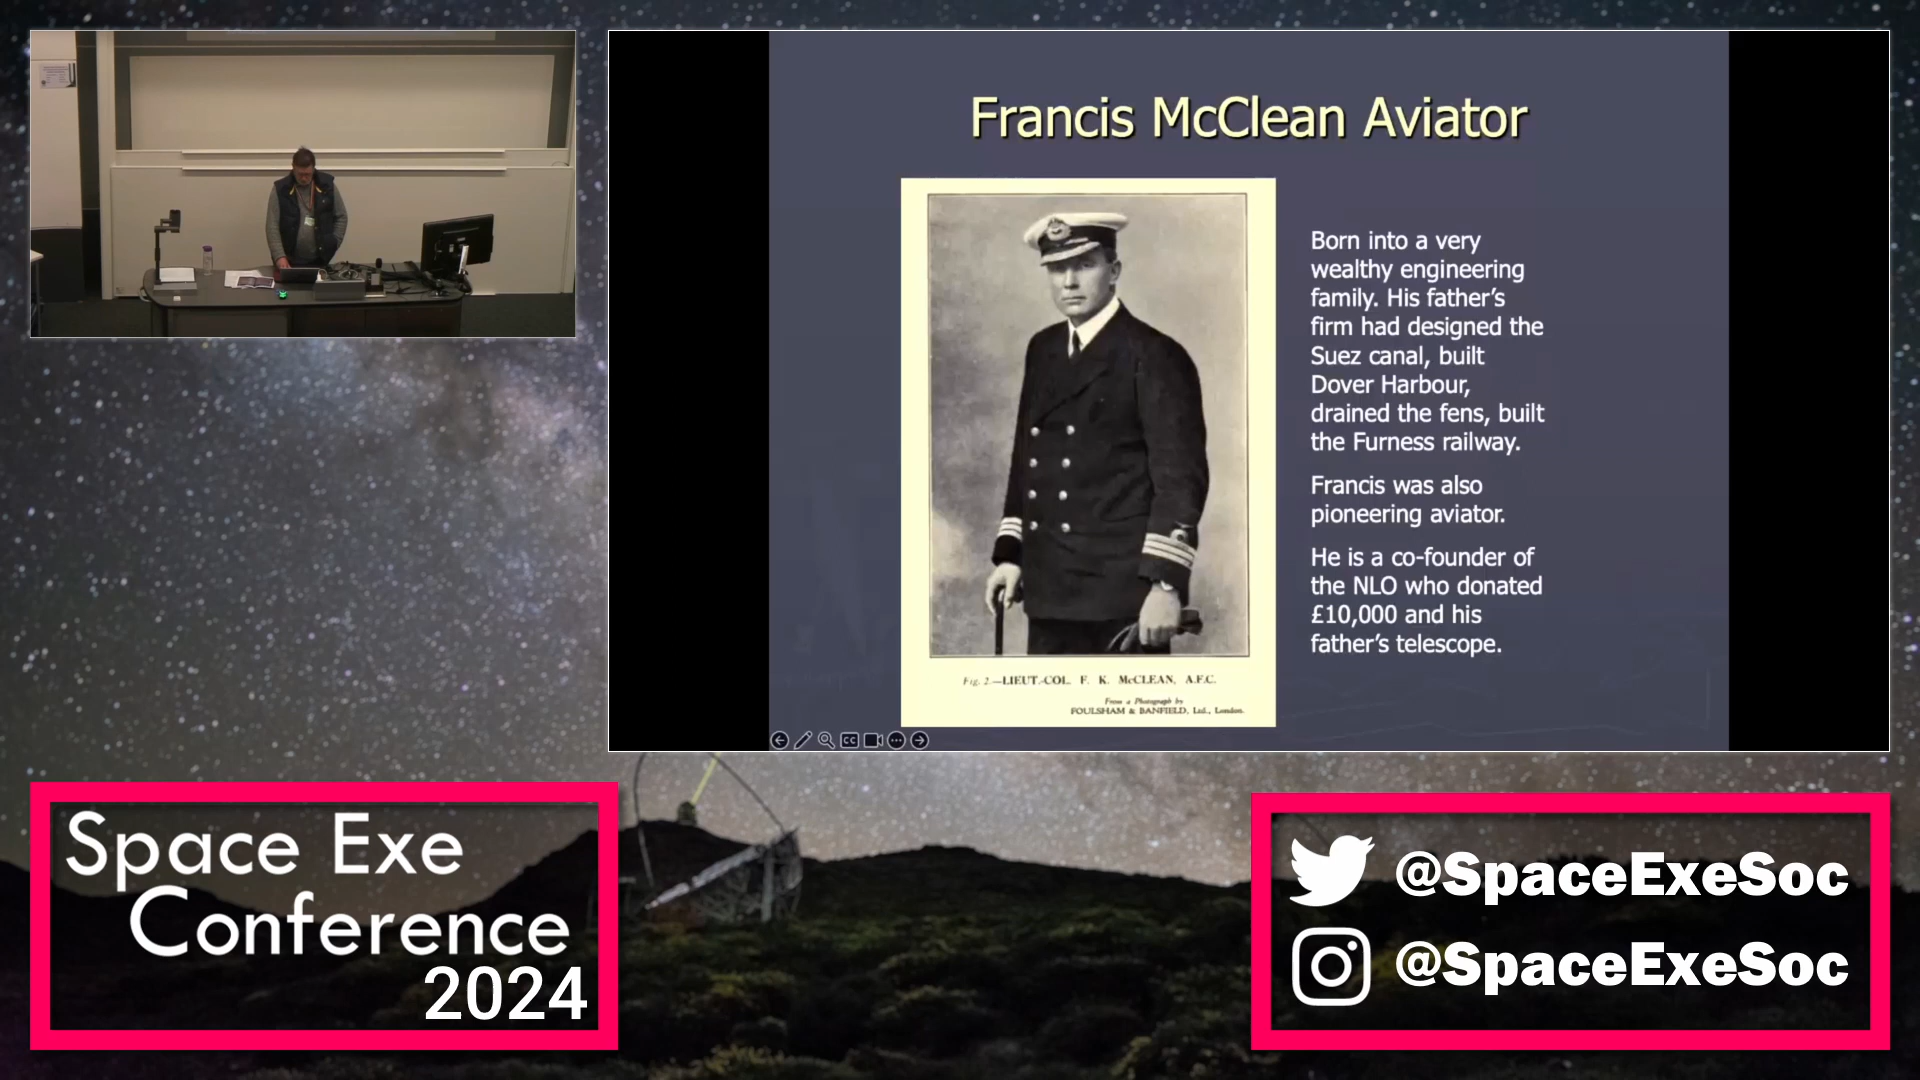 Francis McClean Aviator
Born into a very
wealthy engineering
family. His father's
firm had designed the
Suez canal, built
Dover Harbour,
drained the fens, built
the Furness railway.
Francis was also
pioneering aviator.
He is a co-founder of
the NLO who donated
£10,000 and his
father's telescope.
Fig. 2.—LIEUT.-COL. F. K. McCLEAN, A.F.C.
From a Photograph by
FOULSHAM & BANFIELD, Ltd., London.
CC
Space Exe
Conference
2024
@SpaceExeSoc
@SpaceExeSoc